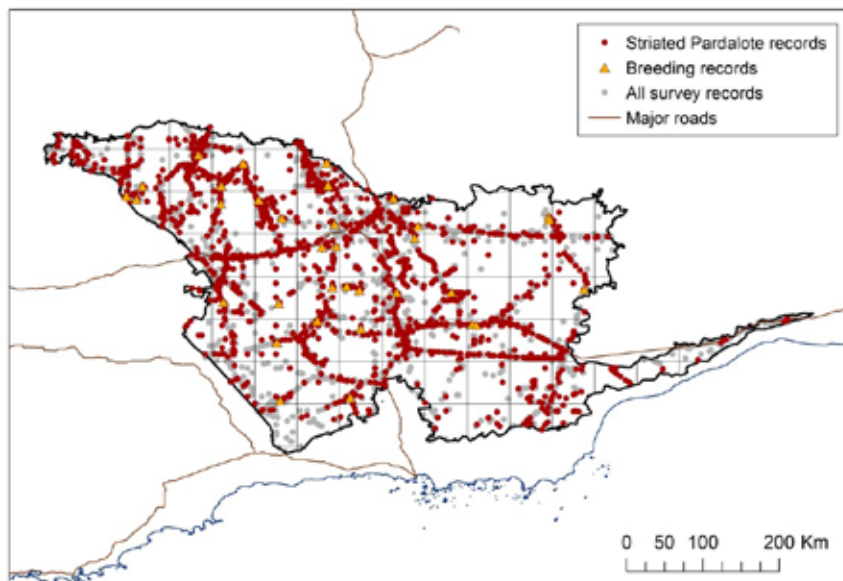 Striated Pardalote records
Breeding records
All survey records
Major roads
0 50 100 200 Km